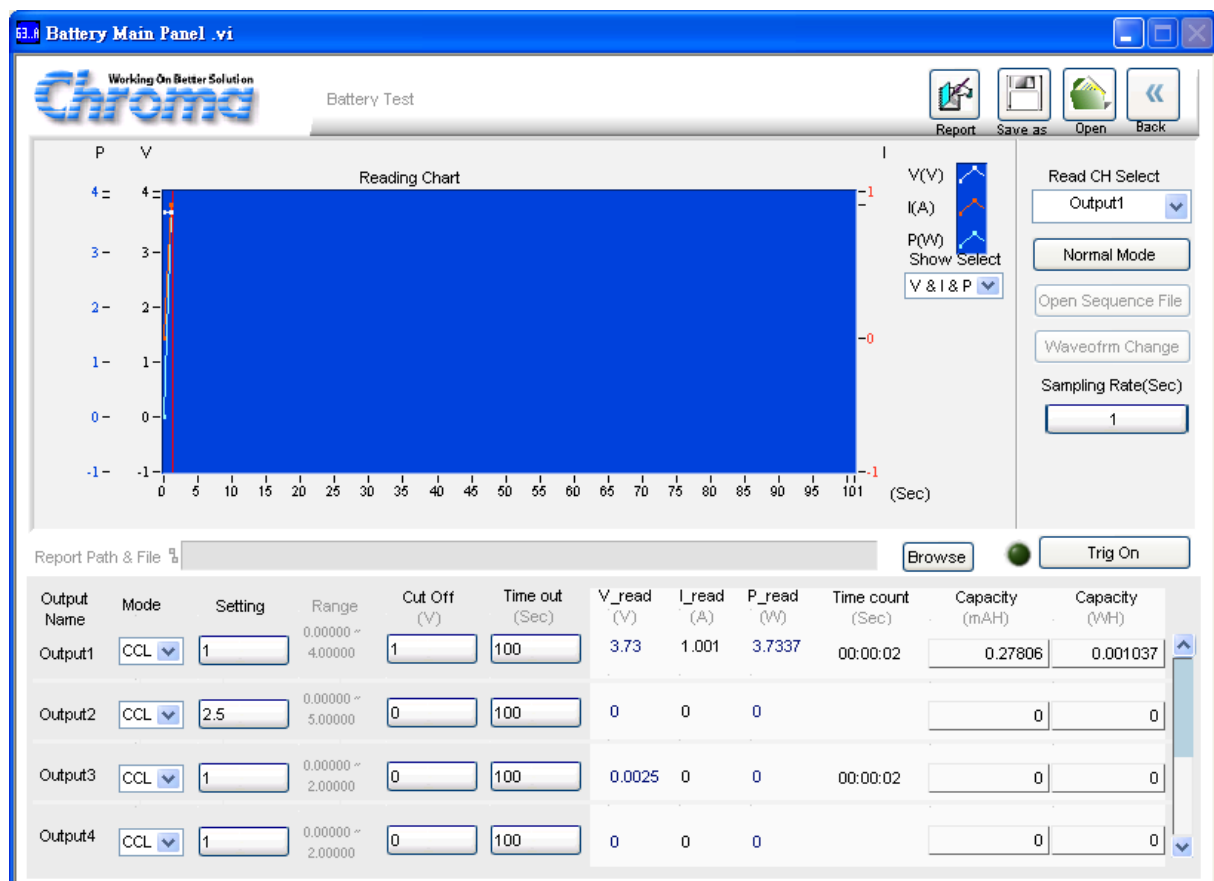 Battery Main Panel .vi
Working On Better Solution
Chroma
Battery Test
Report Save as Open Back
P V I
Reading Chart
4 4 1
3 3
2 2
0
1 1
0 0
-1 -1 -1
0 5 10 15 20 25 30 35 40 45 50 55 60 65 70 75 80 85 90 95 101 (Sec)
V(V)
I(A)
P(W)
Show Select
V & I & P
Read CH Select
Output1
Normal Mode
Open Sequence File
Waveofrm Change
Sampling Rate(Sec)
1
Report Path & File
Browse
Trig On
Output Name Mode Setting Range Cut Off (V) Time out (Sec) V_read (V) I_read (A) P_read (W) Time count (Sec) Capacity (mAH) Capacity (WH)
Output1 CCL 1 0.00000 ~ 4.00000 1 100 3.73 1.001 3.7337 00:00:02 0.27806 0.001037
Output2 CCL 2.5 0.00000 ~ 5.00000 0 100 0 0 0 0 0
Output3 CCL 1 0.00000 ~ 2.00000 0 100 0.0025 0 0 00:00:02 0 0
Output4 CCL 1 0.00000 ~ 2.00000 0 100 0 0 0 0 0